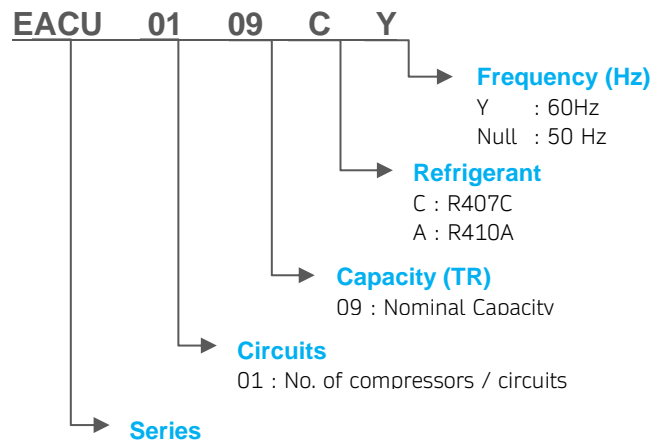 EACU 01 09 C Y
Frequency (Hz)
Y : 60Hz
Null : 50 Hz
Refrigerant
C : R407C
A : R410A
Capacity (TR)
09 : Nominal Capacity
Circuits
01 : No. of compressors / circuits
Series